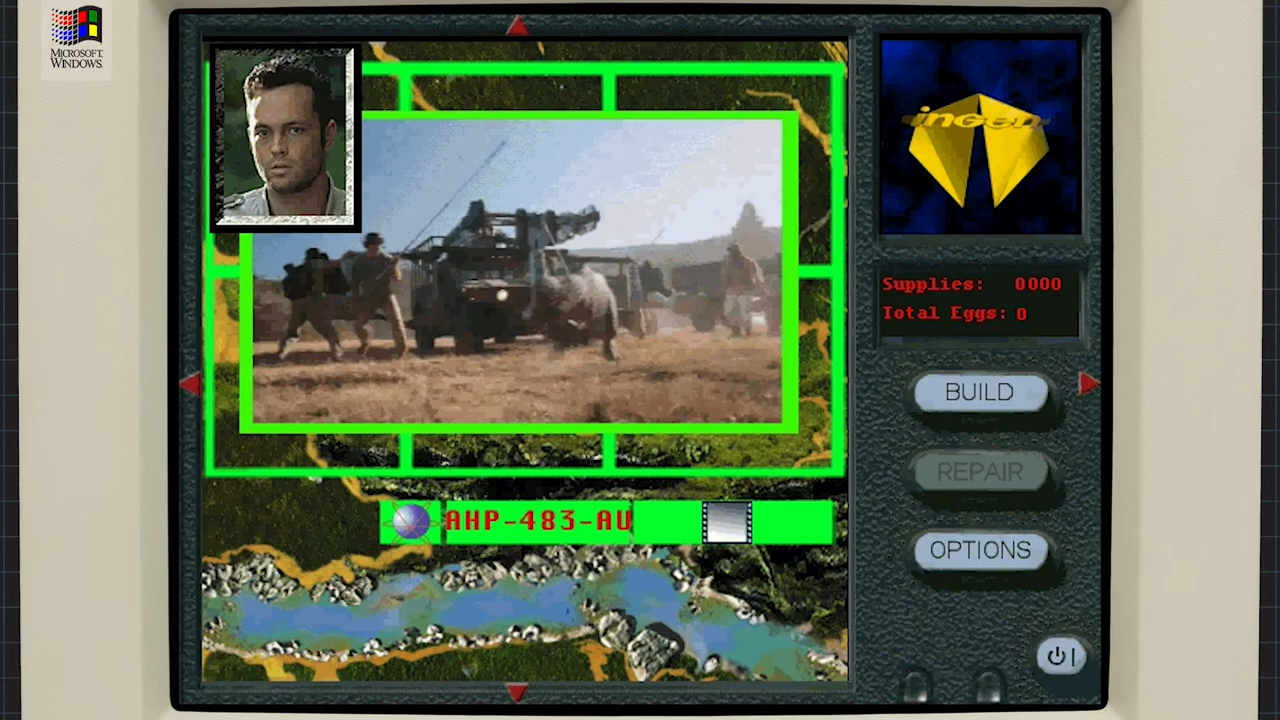 MICROSOFT
WINDOWS.
ingen
Supplies: 0000
Total Eggs: 0
BUILD
REPAIR
OPTIONS
AHP-483-AU